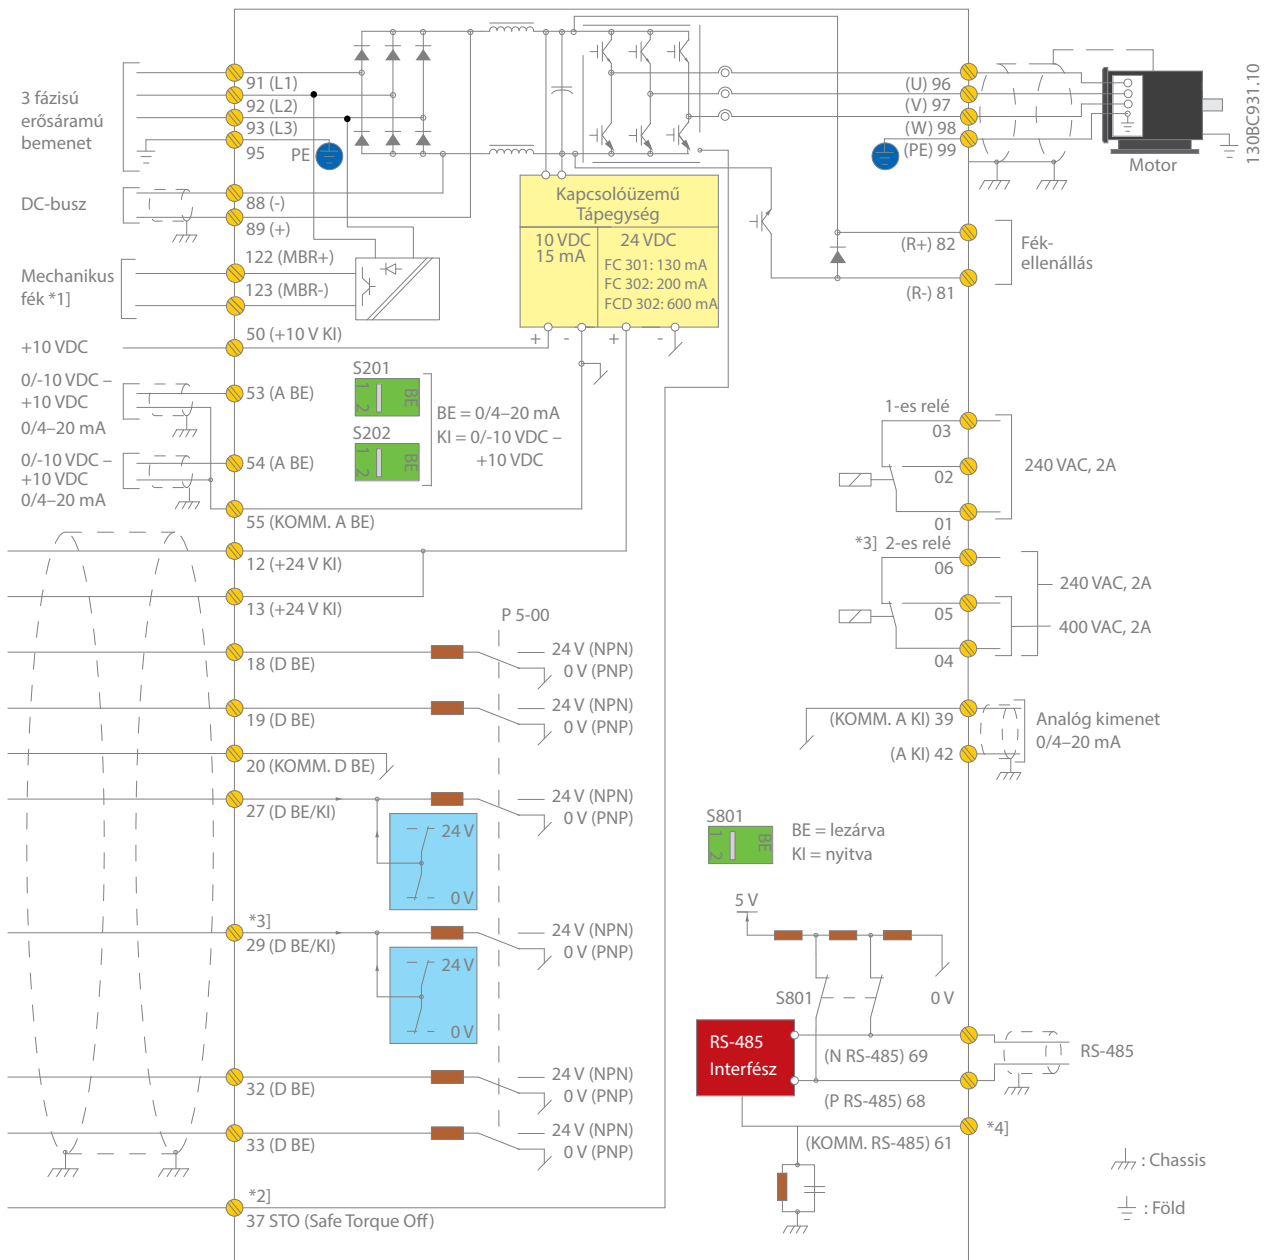 3 fázisú
erősáramú
bemenet
91 (L1)
92 (L2)
93 (L3)
95
PE
DC-busz
88 (-)
89 (+)
Mechanikus
fék *1]
122 (MBR+)
123 (MBR-)
+10 VDC
50 (+10 V KI)
0/-10 VDC –
+10 VDC
0/4–20 mA
53 (A BE)
0/-10 VDC –
+10 VDC
0/4–20 mA
54 (A BE)
55 (KOMM. A BE)
12 (+24 V KI)
13 (+24 V KI)
18 (D BE)
19 (D BE)
20 (KOMM. D BE)
27 (D BE/KI)
*3]
29 (D BE/KI)
32 (D BE)
33 (D BE)
*2]
37 STO (Safe Torque Off)
Kapcsolóüzemű
Tápegység
10 VDC
15 mA
24 VDC
FC 301: 130 mA
FC 302: 200 mA
FCD 302: 600 mA
+ - + -
S201
1 2 BE
S202
1 2 BE
BE = 0/4–20 mA
KI = 0/-10 VDC –
+10 VDC
P 5-00
24 V (NPN)
0 V (PNP)
24 V (NPN)
0 V (PNP)
24 V (NPN)
0 V (PNP)
24 V
0 V
24 V (NPN)
0 V (PNP)
24 V
0 V
24 V (NPN)
0 V (PNP)
24 V (NPN)
0 V (PNP)
(U) 96
(V) 97
(W) 98
(PE) 99
Motor
130BC931.10
(R+) 82
(R-) 81
Fék-
ellenállás
1-es relé
03
02
01
240 VAC, 2A
*3] 2-es relé
06
05
04
240 VAC, 2A
400 VAC, 2A
(KOMM. A KI) 39
(A KI) 42
Analóg kimenet
0/4–20 mA
S801
1 2 BE
BE = lezárva
KI = nyitva
5 V
S801
0 V
RS-485
Interfész
(N RS-485) 69
(P RS-485) 68
(KOMM. RS-485) 61
RS-485
*4]
: Chassis
: Föld